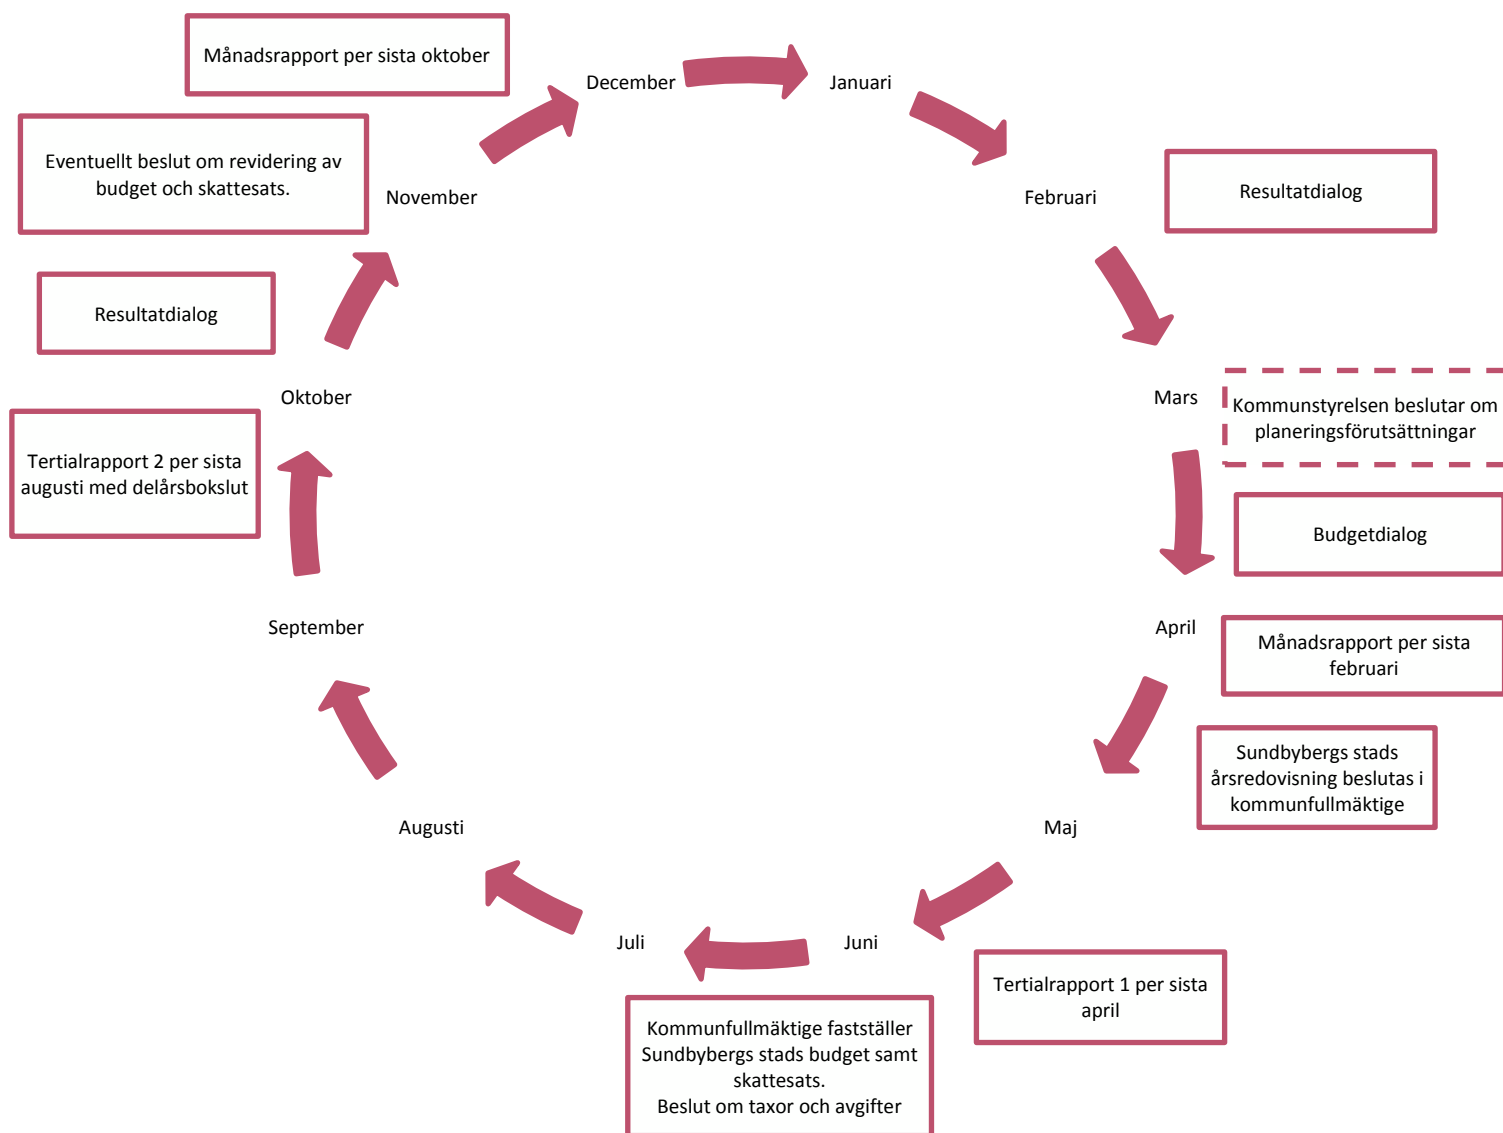 Månadsrapport per sista oktober
December
Januari
Eventuellt beslut om revidering av
budget och skattesats.
November
Februari
Resultatdialog
Resultatdialog
Oktober
Mars
Kommunstyrelsen beslutar om
planeringsförutsättningar
Tertialrapport 2 per sista
augusti med delårsbokslut
Budgetdialog
September
April
Månadsrapport per sista
februari
Sundbybergs stads
årsredovisning beslutas i
kommunfullmäktige
Augusti
Maj
Juli
Juni
Tertialrapport 1 per sista
april
Kommunfullmäktige fastställer
Sundbybergs stads budget samt
skattesats.
Beslut om taxor och avgifter